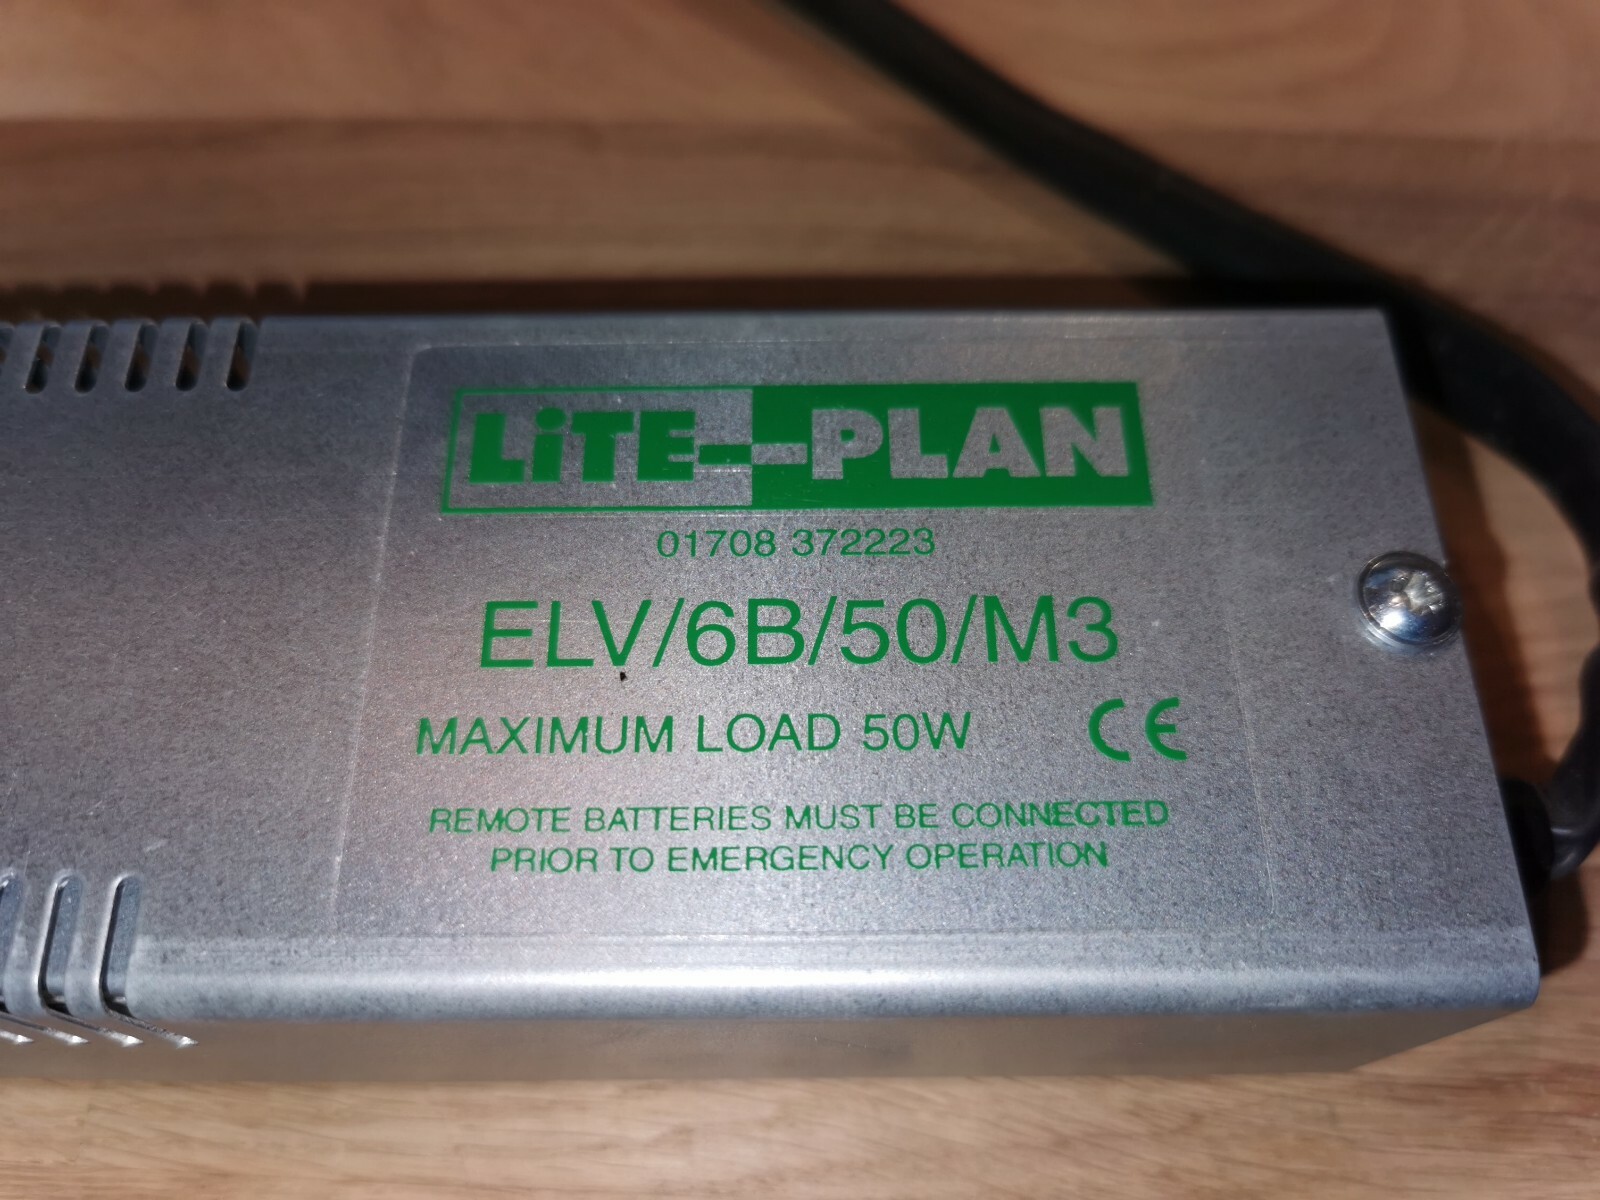 LiTE-PLAN
01708 372223
ELV/6B/50/M3
MAXIMUM LOAD 50W CE
REMOTE BATTERIES MUST BE CONNECTED
PRIOR TO EMERGENCY OPERATION